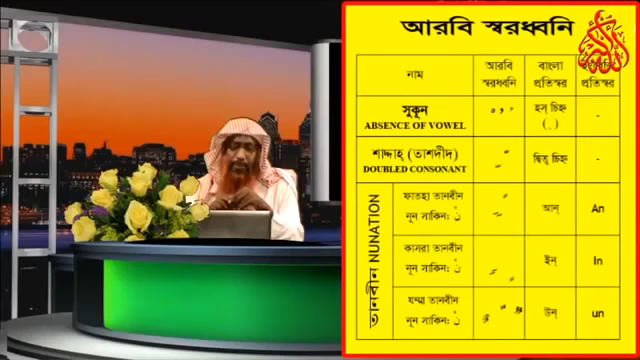 আরবি স্বরধ্বনি
নাম
আরবি
স্বরধ্বনি
বাংলা
প্রতিস্বর
প্রতিস্বর
সুকূন
ABSENCE OF VOWEL
হস চিহ্ন
(্)
-
শাদ্দাহ্ (তাশদীদ)
DOUBLED CONSONANT
দ্বিত্ব চিহ্ন
-
তানবীন NUNATION
ফাতহা তানবীন
নূন সাকিন: نْ
আন্
An
কাসরা তানবীন
নূন সাকিন: نْ
ইন্
In
যম্মা তানবীন
নূন সাকিন: نْ
উন্
un